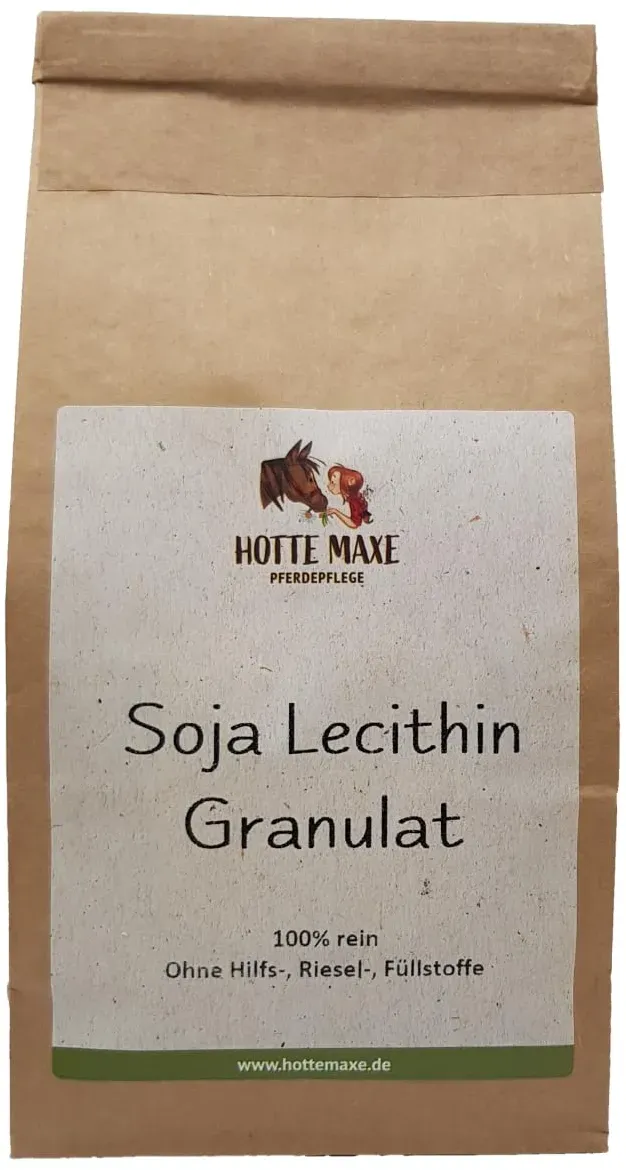 HOTTE MAXE
PFERDEPFLEGE
Soja Lecithin
Granulat
100% rein
Ohne Hilfs-, Riesel-, Füllstoffe
www.hottemaxe.de